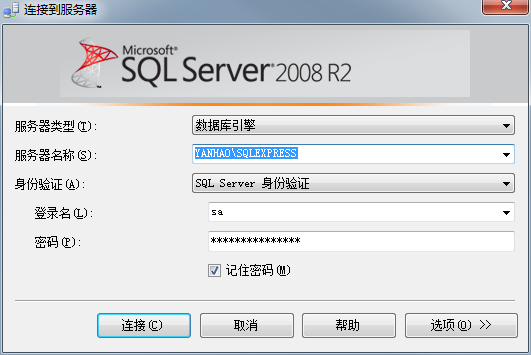 连接到服务器
Microsoft®
SQL Server® 2008 R2
服务器类型(T): 数据库引擎
服务器名称(S): YANHAO\SQLEXPRESS
身份验证(A): SQL Server 身份验证
登录名(L): sa
密码(P): ***************
记住密码(M)
连接(C) 取消 帮助 选项(O) >>